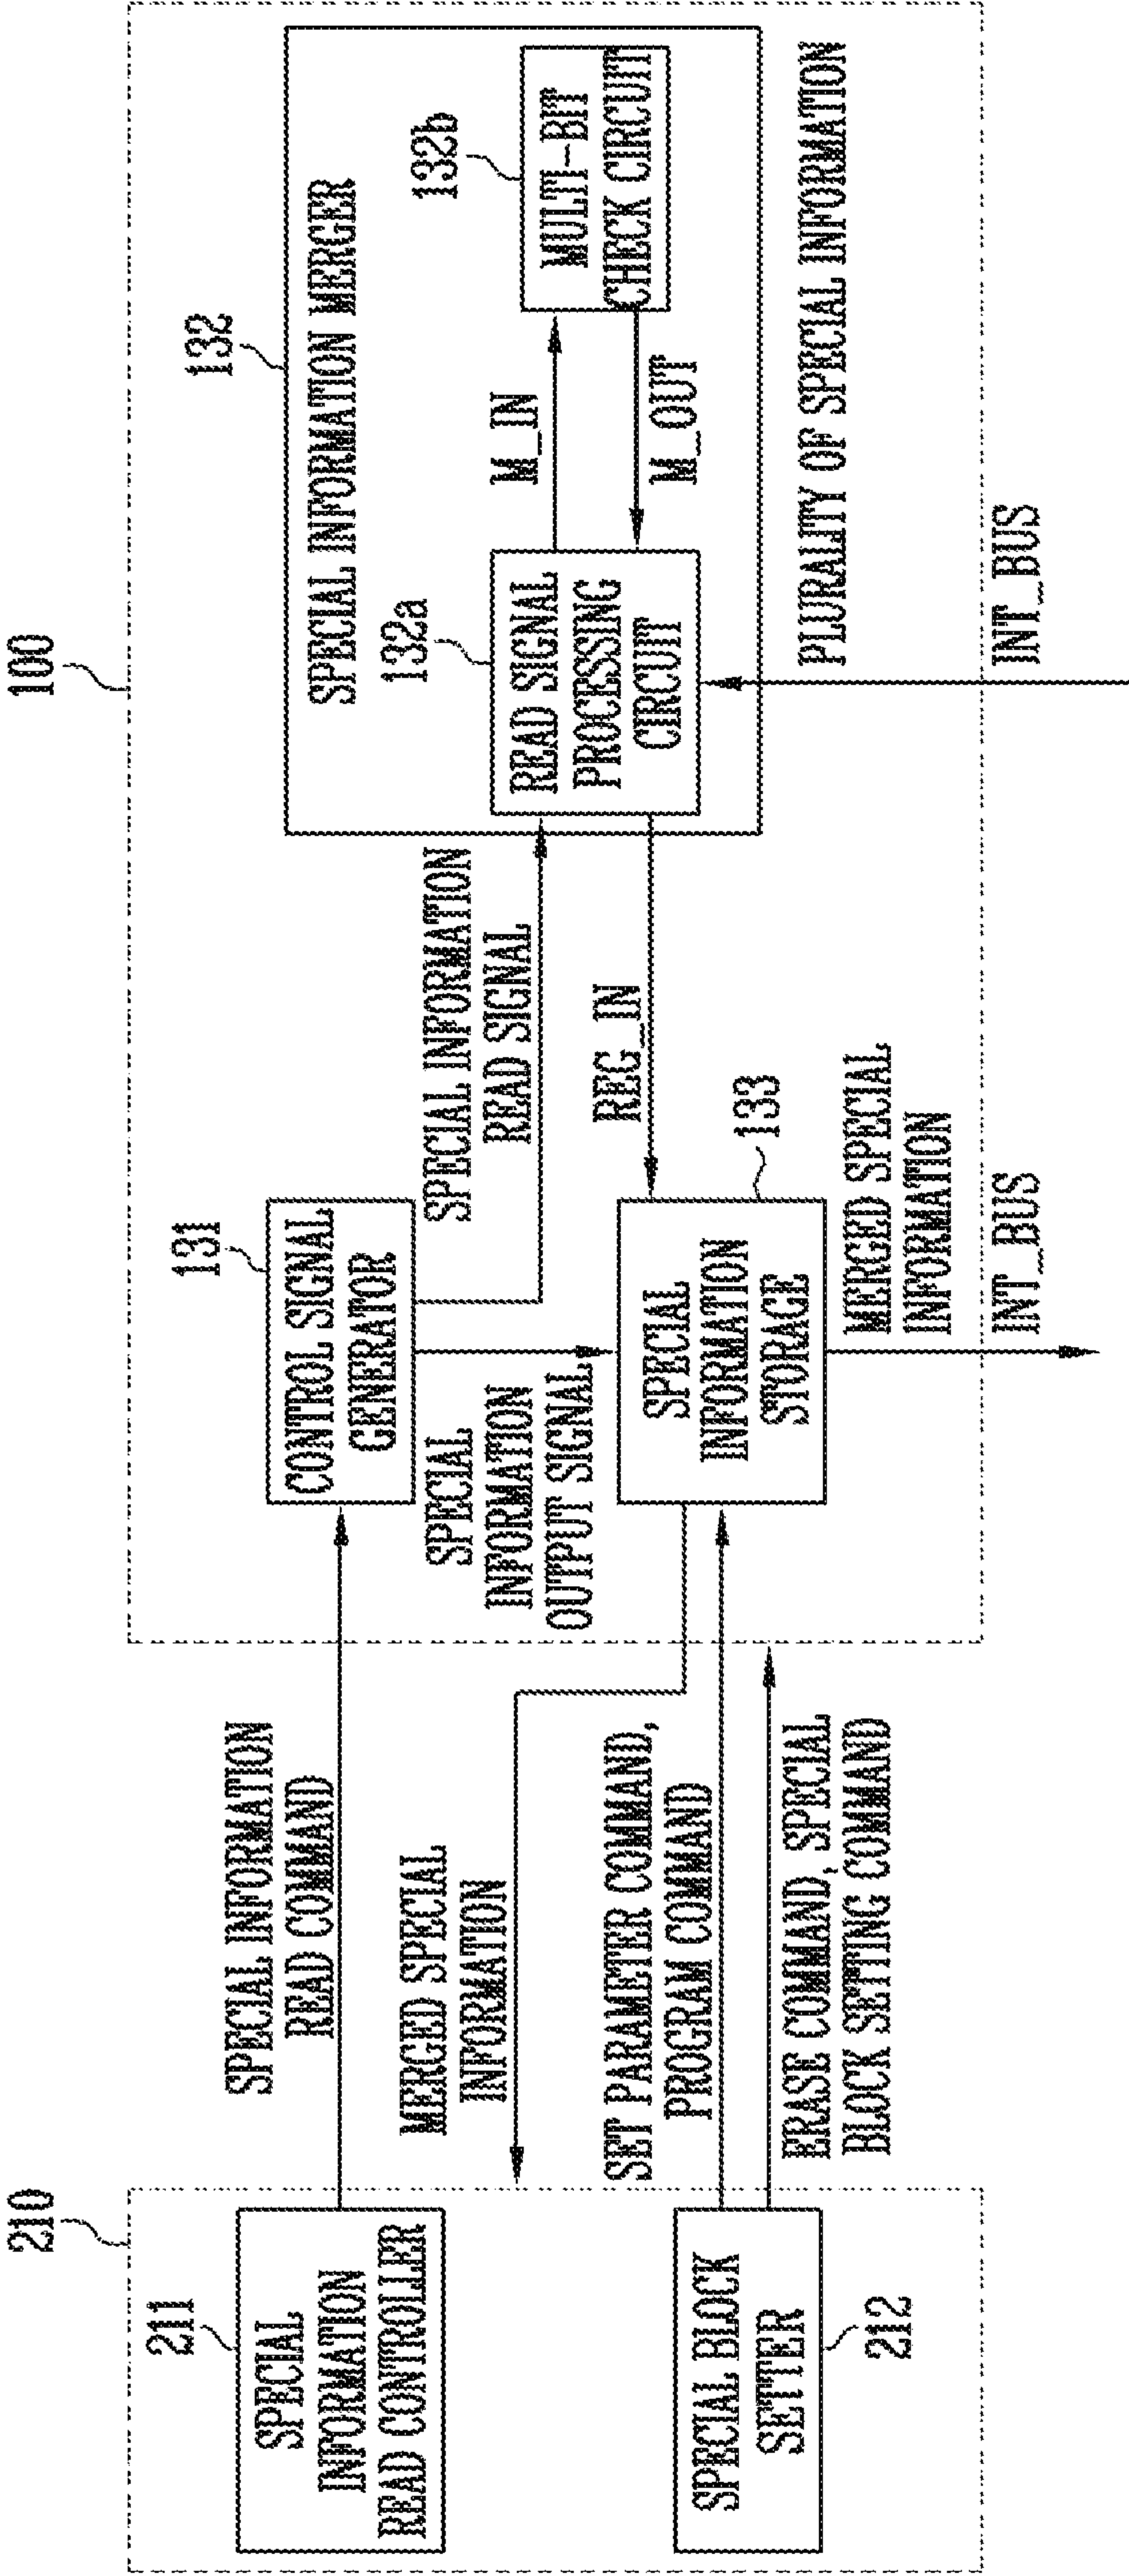 100
132
SPECIAL INFORMATION MERGER
132a
READ SIGNAL
PROCESSING
CIRCUIT
132b
MULTI-BIT
CHECK CIRCUIT
M_IN
M_OUT
PLURALITY OF SPECIAL INFORMATION
INT_BUS
131
CONTROL SIGNAL
GENERATOR
SPECIAL INFORMATION
READ SIGNAL
SPECIAL
INFORMATION
OUTPUT SIGNAL
REG_IN
133
SPECIAL
INFORMATION
STORAGE
MERGED SPECIAL
INFORMATION
INT_BUS
SPECIAL INFORMATION
READ COMMAND
MERGED SPECIAL
INFORMATION
SET PARAMETER COMMAND,
PROGRAM COMMAND
ERASE COMMAND, SPECIAL
BLOCK SETTING COMMAND
210
211
SPECIAL
INFORMATION
READ CONTROLLER
SPECIAL BLOCK
SETTER
212